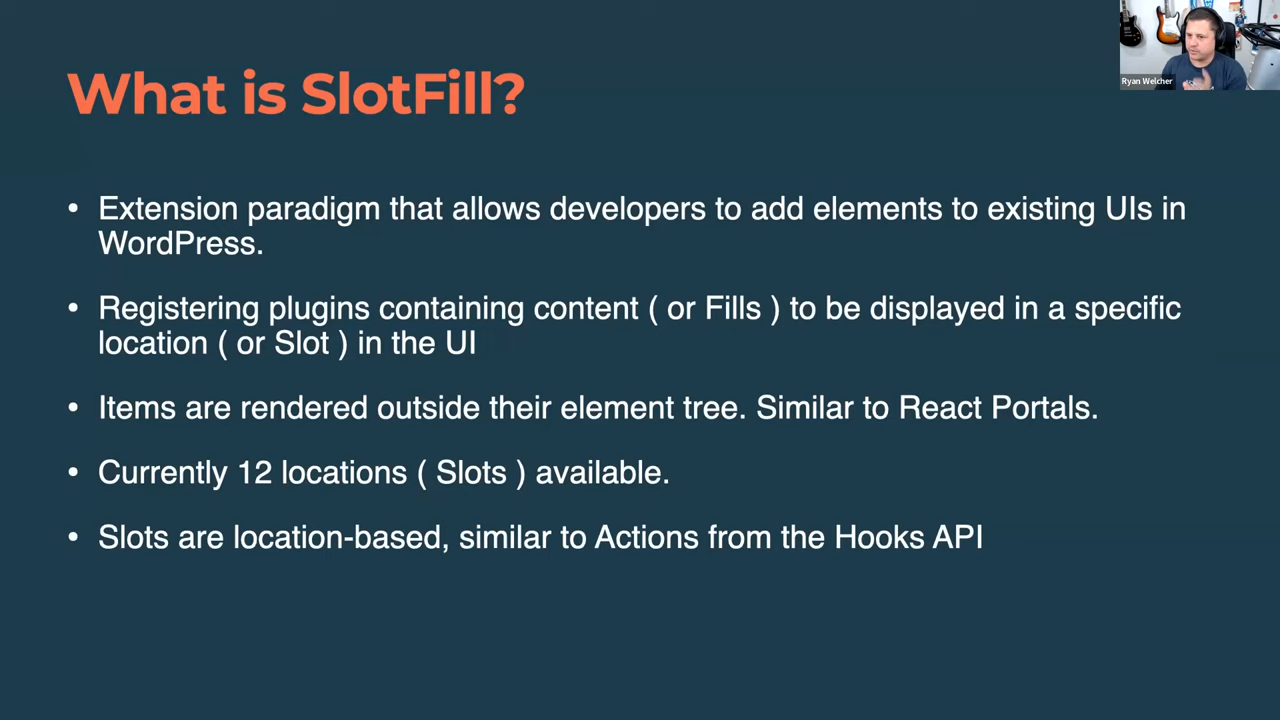 What is SlotFill?
Ryan Welcher
• Extension paradigm that allows developers to add elements to existing UIs in
WordPress.
• Registering plugins containing content ( or Fills ) to be displayed in a specific
location ( or Slot ) in the UI
• Items are rendered outside their element tree. Similar to React Portals.
• Currently 12 locations ( Slots ) available.
• Slots are location-based, similar to Actions from the Hooks API